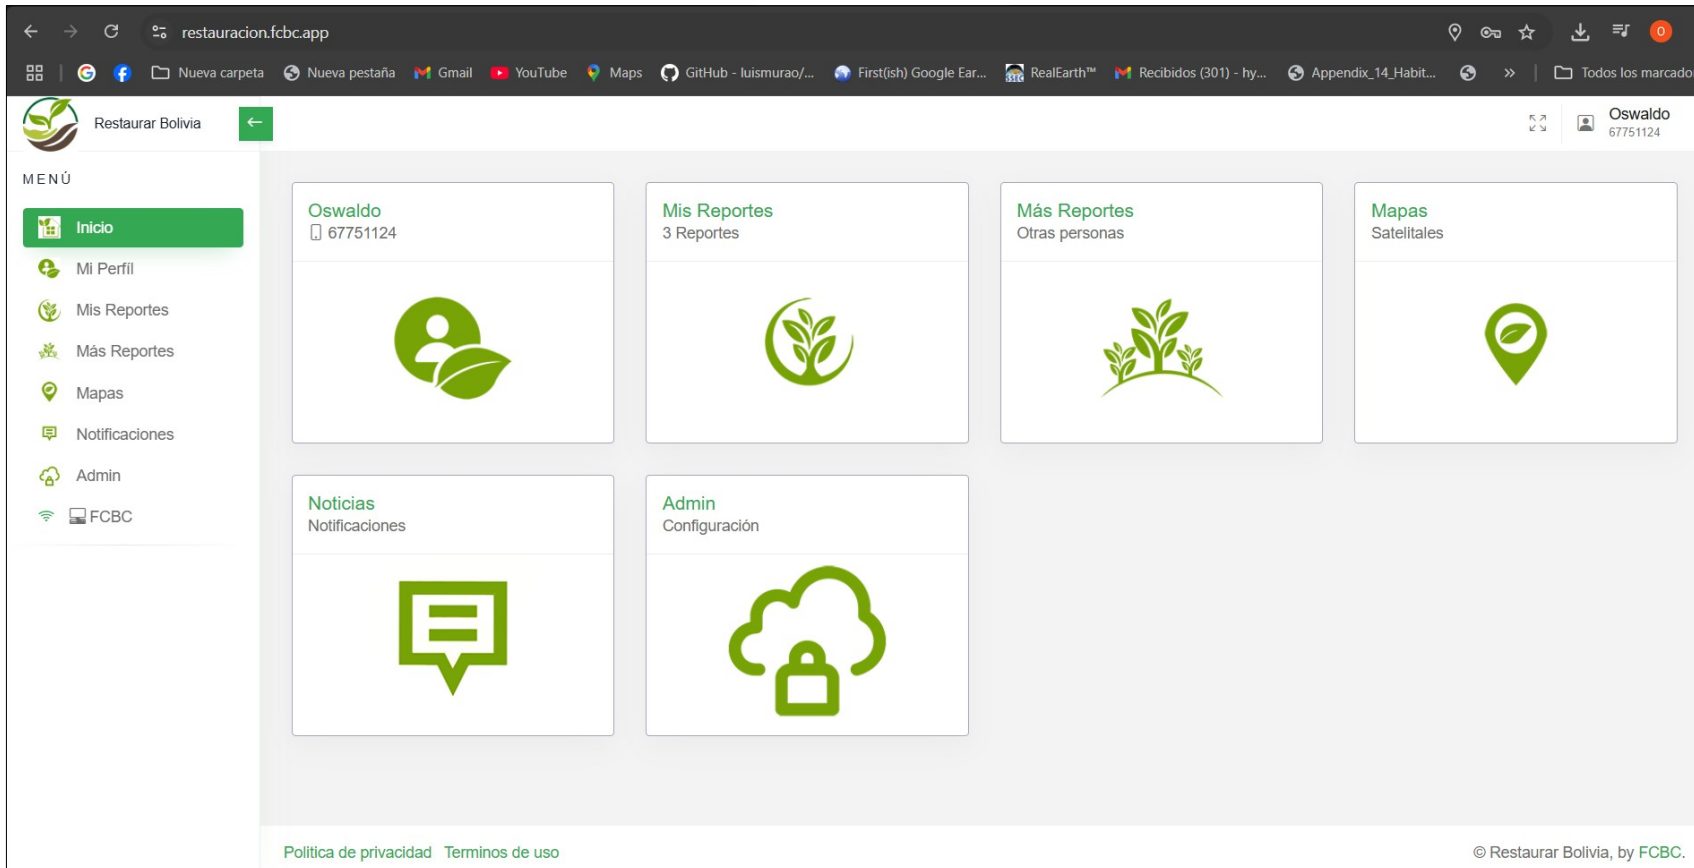 restauracion.fcbc.app
Nueva carpeta
Nueva pestaña
Gmail
YouTube
Maps
GitHub - luismurao/...
First(ish) Google Ear...
RealEarth™
Recibidos (301) - hy...
Appendix_14_Habit...
»
Todos los marcado
Restaurar Bolivia
Oswaldo
67751124
MENÚ
Inicio
Mi Perfíl
Mis Reportes
Más Reportes
Mapas
Notificaciones
Admin
FCBC
Oswaldo
67751124
Mis Reportes
3 Reportes
Más Reportes
Otras personas
Mapas
Satelitales
Noticias
Notificaciones
Admin
Configuración
Politica de privacidad Terminos de uso
© Restaurar Bolivia, by FCBC.